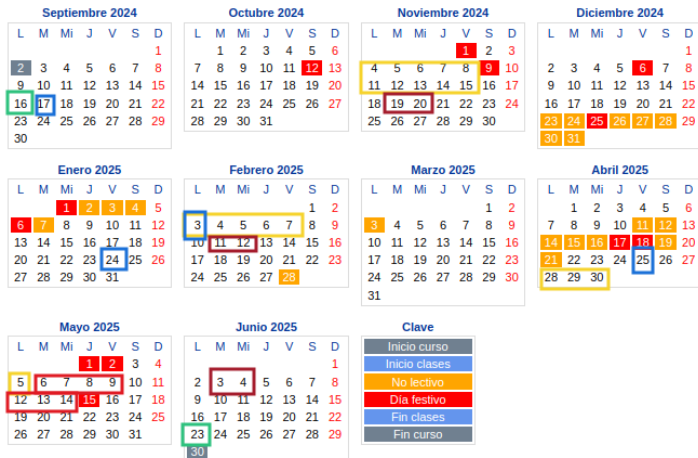 Septiembre 2024
L M Mi J V S D
1
2 3 4 5 6 7 8
9 10 11 12 13 14 15
16 17 18 19 20 21 22
23 24 25 26 27 28 29
30
Octubre 2024
L M Mi J V S D
1 2 3 4 5 6
7 8 9 10 11 12 13
14 15 16 17 18 19 20
21 22 23 24 25 26 27
28 29 30 31
Noviembre 2024
L M Mi J V S D
1 2 3
4 5 6 7 8 9 10
11 12 13 14 15 16 17
18 19 20 21 22 23 24
25 26 27 28 29 30
Diciembre 2024
L M Mi J V S D
1
2 3 4 5 6 7 8
9 10 11 12 13 14 15
16 17 18 19 20 21 22
23 24 25 26 27 28 29
30 31
Enero 2025
L M Mi J V S D
1 2 3 4 5
6 7 8 9 10 11 12
13 14 15 16 17 18 19
20 21 22 23 24 25 26
27 28 29 30 31
Febrero 2025
L M Mi J V S D
1 2
3 4 5 6 7 8 9
10 11 12 13 14 15 16
17 18 19 20 21 22 23
24 25 26 27 28
Marzo 2025
L M Mi J V S D
1 2
3 4 5 6 7 8 9
10 11 12 13 14 15 16
17 18 19 20 21 22 23
24 25 26 27 28 29 30
31
Abril 2025
L M Mi J V S D
1 2 3 4 5 6
7 8 9 10 11 12 13
14 15 16 17 18 19 20
21 22 23 24 25 26 27
28 29 30
Mayo 2025
L M Mi J V S D
1 2 3 4
5 6 7 8 9 10 11
12 13 14 15 16 17 18
19 20 21 22 23 24 25
26 27 28 29 30 31
Junio 2025
L M Mi J V S D
1
2 3 4 5 6 7 8
9 10 11 12 13 14 15
16 17 18 19 20 21 22
23 24 25 26 27 28 29
30
Clave
Inicio curso
Inicio clases
No lectivo
Día festivo
Fin clases
Fin curso